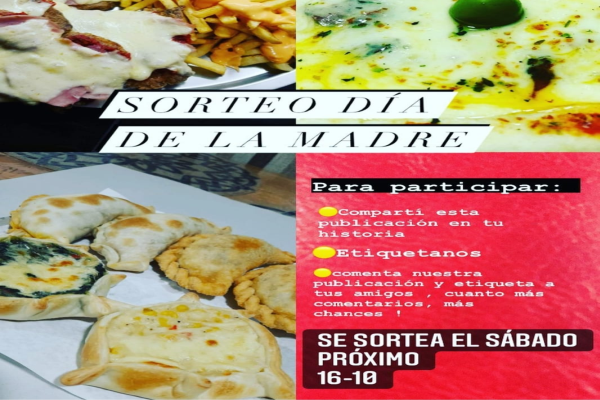 SORTEO DÍA
DE LA MADRE
Para participar:
Compartí esta
publicación en tu
historia
Etiquetanos
comenta nuestra
publicación y etiqueta a
tus amigos , cuanto más
comentarios, más
chances !
SE SORTEA EL SÁBADO
PRÓXIMO
16-10